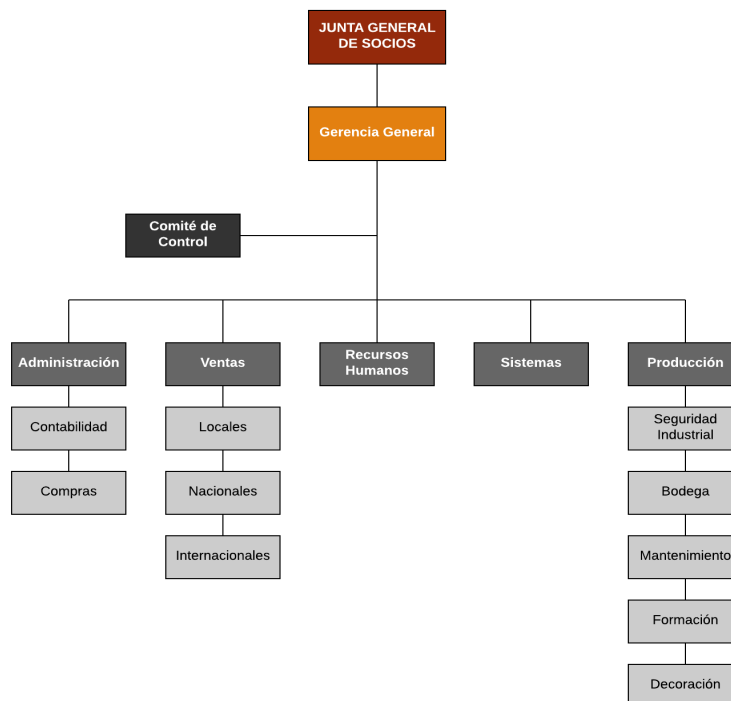 JUNTA GENERAL
DE SOCIOS
Gerencia General
Comité de
Control
Administración
Ventas
Recursos
Humanos
Sistemas
Producción
Contabilidad
Locales
Seguridad
Industrial
Compras
Nacionales
Bodega
Internacionales
Mantenimiento
Formación
Decoración